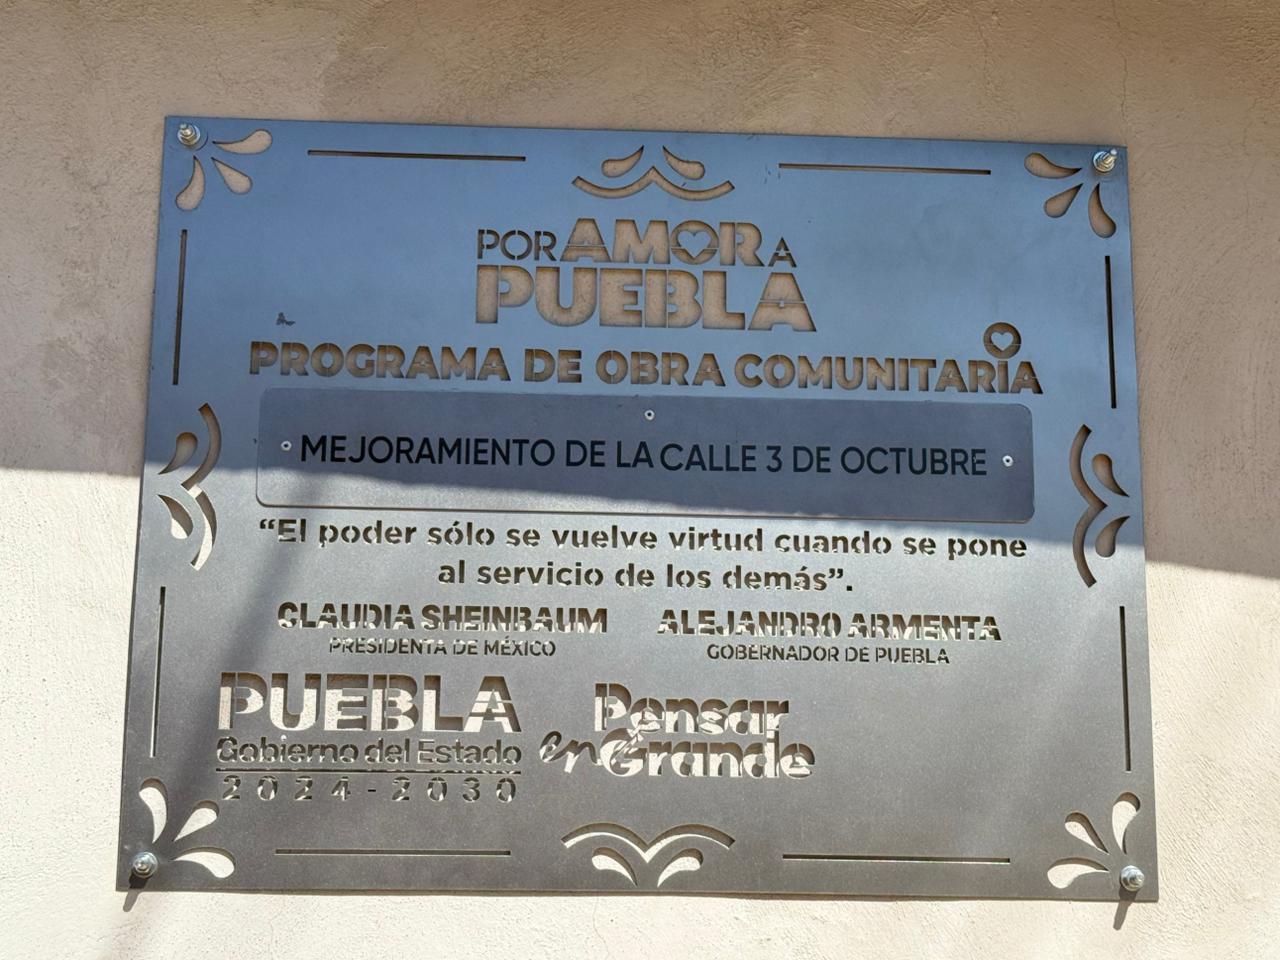 POR AMOR A
PUEBLA
PROGRAMA DE OBRA COMUNITARIA
MEJORAMIENTO DE LA CALLE 3 DE OCTUBRE
“El poder sólo se vuelve virtud cuando se pone
al servicio de los demás”.
CLAUDIA SHEINBAUM
PRESIDENTA DE MÉXICO
ALEJANDRO ARMENTA
GOBERNADOR DE PUEBLA
PUEBLA
Gobierno del Estado
2024 - 2030
Pensar
en Grande